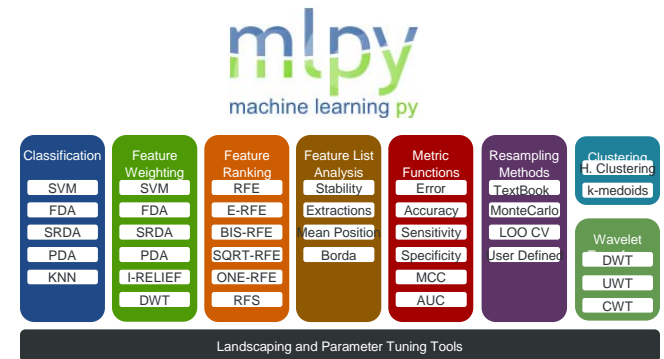 mlpy
machine learning py
Classification
SVM
FDA
SRDA
PDA
KNN
Feature
Weighting
SVM
FDA
SRDA
PDA
I-RELIEF
DWT
Feature
Ranking
RFE
E-RFE
BIS-RFE
SQRT-RFE
ONE-RFE
RFS
Feature List
Analysis
Stability
Extractions
Mean Position
Borda
Metric
Functions
Error
Accuracy
Sensitivity
Specificity
MCC
AUC
Resampling
Methods
TextBook
MonteCarlo
LOO CV
User Defined
Clustering
H. Clustering
k-medoids
Wavelet
DWT
UWT
CWT
Landscaping and Parameter Tuning Tools